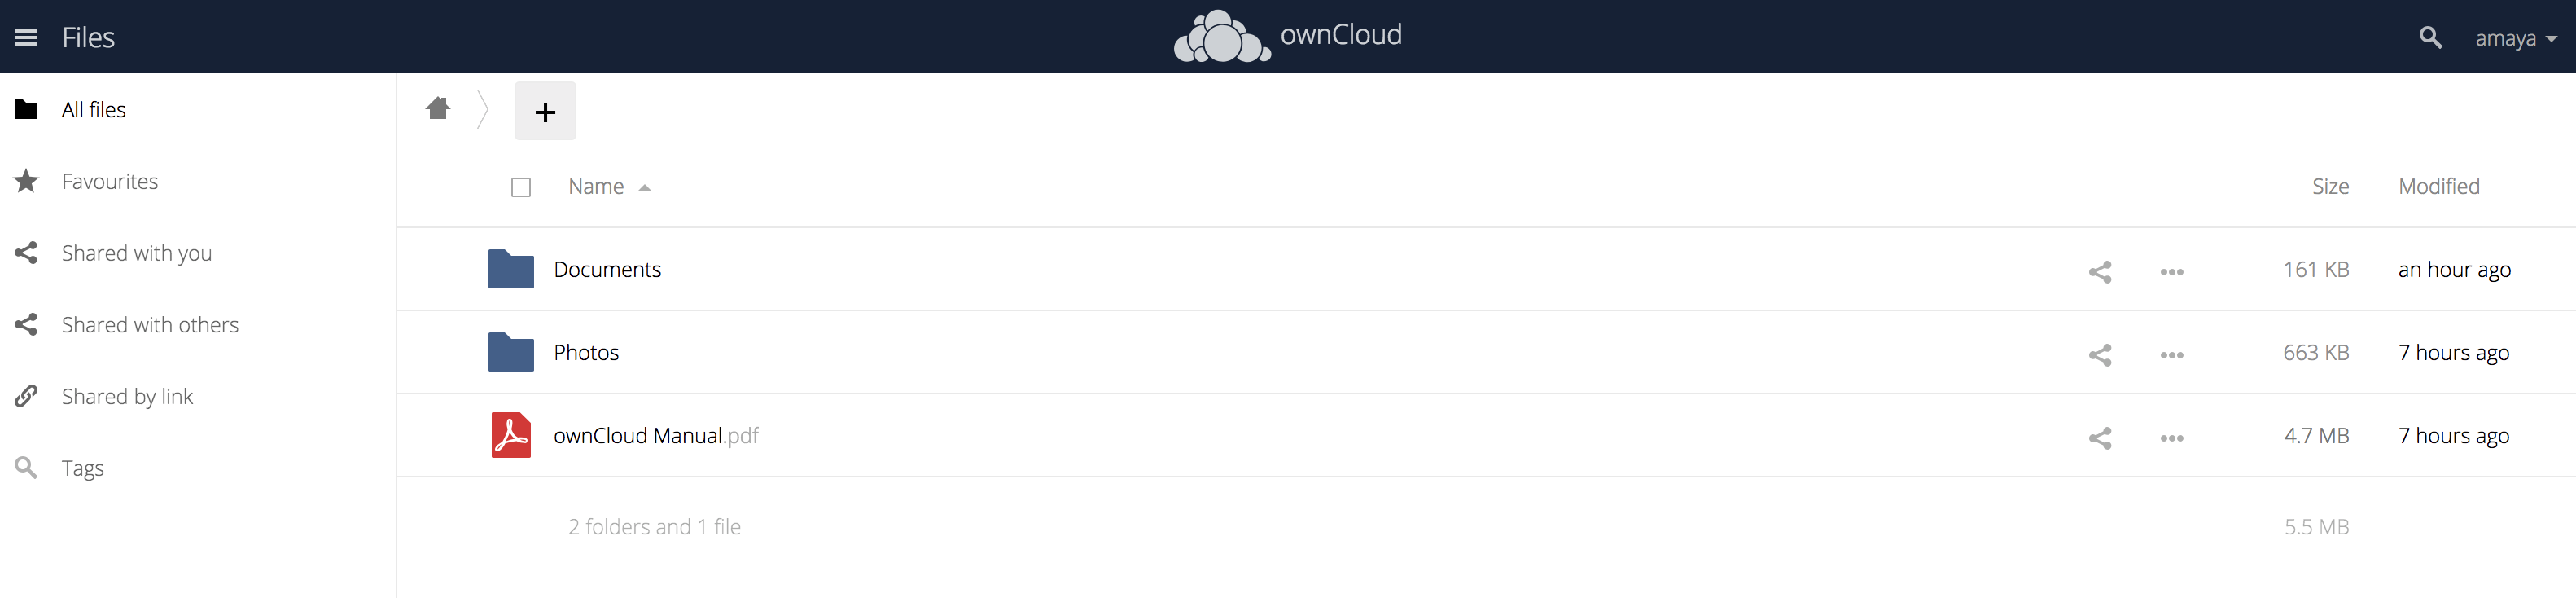 Files
ownCloud
amaya
All files
Favourites
Shared with you
Shared with others
Shared by link
Tags
Name Size Modified
Documents 161 KB an hour ago
Photos 663 KB 7 hours ago
ownCloud Manual.pdf 4.7 MB 7 hours ago
2 folders and 1 file 5.5 MB